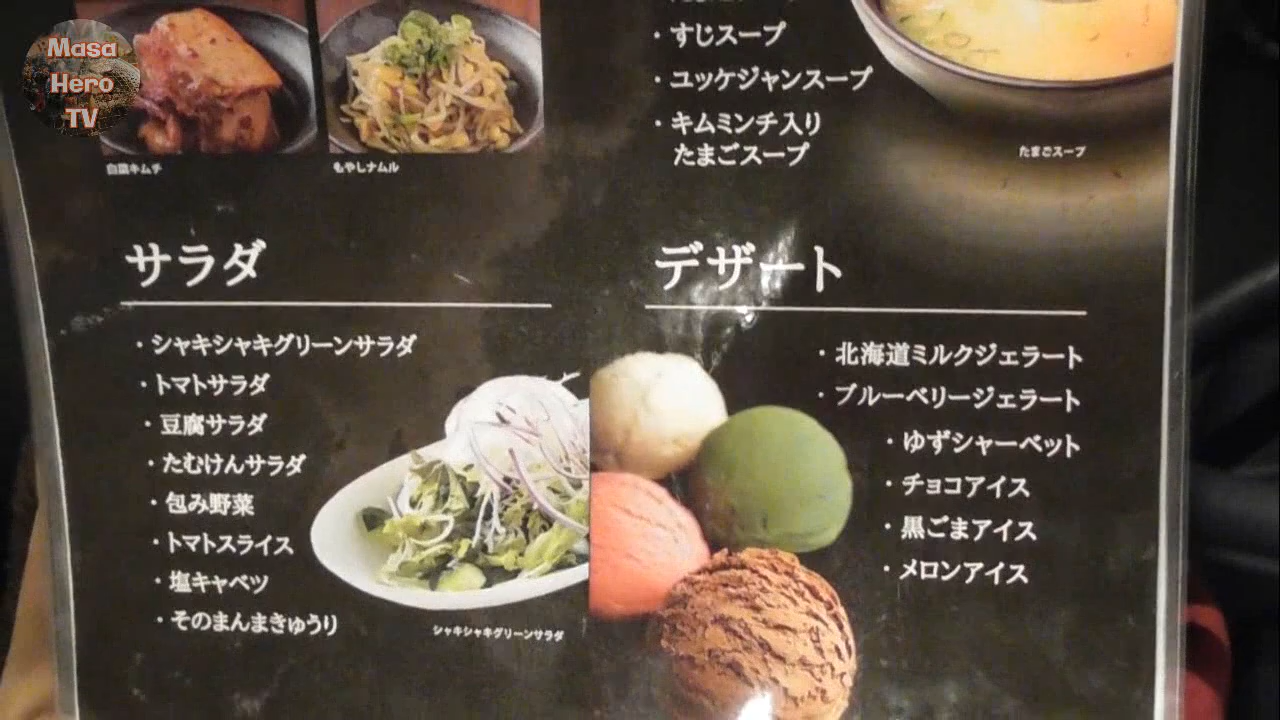 Masa
Hero
TV
白菜キムチ
もやしナムル
・すじスープ
・ユッケジャンスープ
・キムミンチ入り
たまごスープ
たまごスープ
サラダ
・シャキシャキグリーンサラダ
・トマトサラダ
・豆腐サラダ
・たむけんサラダ
・包み野菜
・トマトスライス
・塩キャベツ
・そのまんまきゅうり
シャキシャキグリーンサラダ
デザート
・北海道ミルクジェラート
・ブルーベリージェラート
・ゆずシャーベット
・チョコアイス
・黒ごまアイス
・メロンアイス